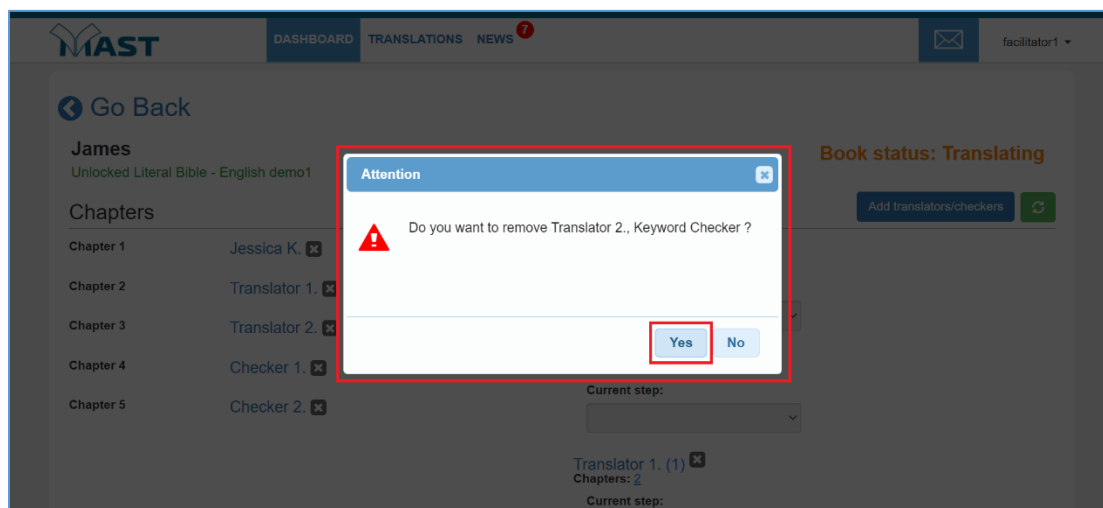 MAST
DASHBOARD TRANSLATIONS NEWS 7
facilitator1
Go Back
James
Unlocked Literal Bible - English demo1
Book status: Translating
Chapters
Add translators/checkers
Chapter 1 Jessica K.
Chapter 2 Translator 1.
Chapter 3 Translator 2.
Chapter 4 Checker 1.
Chapter 5 Checker 2.
Attention
Do you want to remove Translator 2., Keyword Checker ?
Yes No
Current step:
Translator 1. (1)
Chapters: 2
Current step: